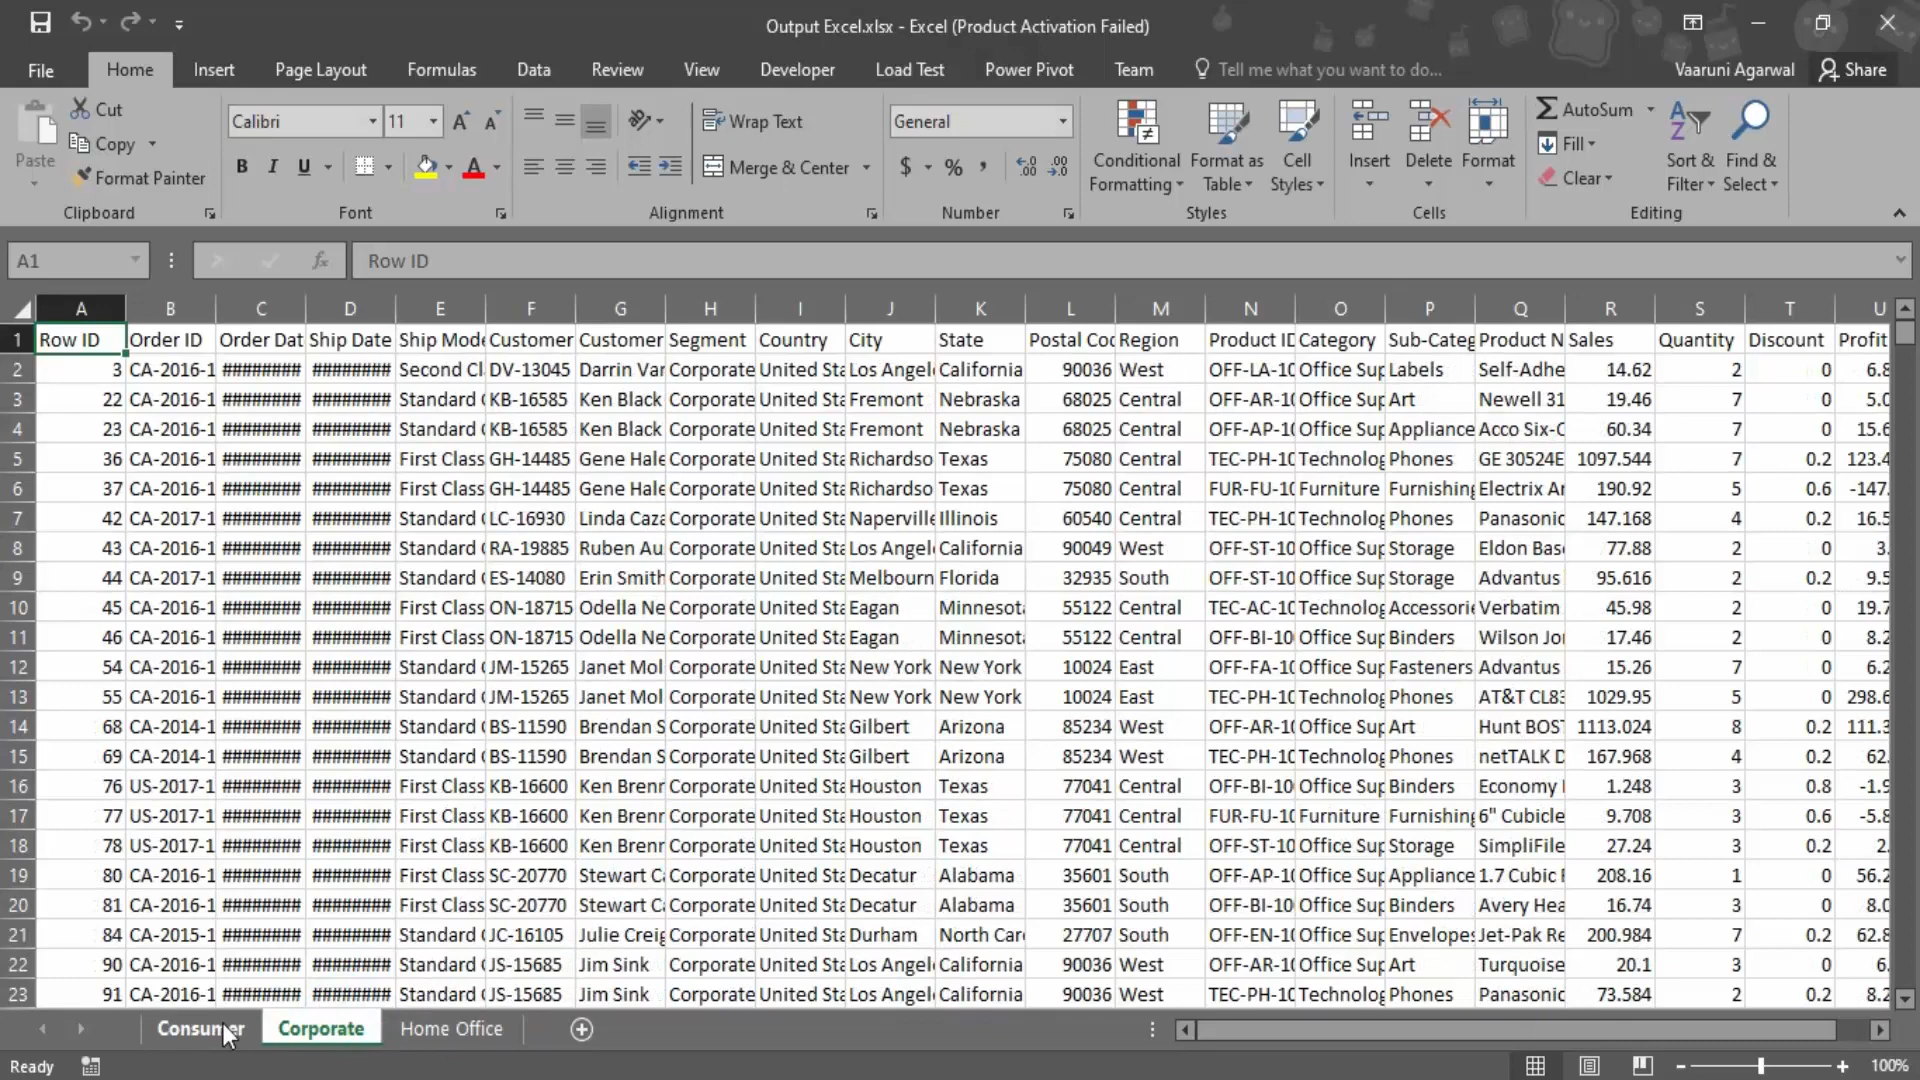 Output Excel.xlsx - Excel (Product Activation Failed)
File Home Insert Page Layout Formulas Data Review View Developer Load Test Power Pivot Team Tell me what you want to do... Vaaruni Agarwal Share
Paste Cut Copy Format Painter Clipboard
Calibri 11 B I U A Font
Wrap Text Merge & Center Alignment
General $ % , Number
Conditional Formatting Format as Table Cell Styles Styles
Insert Delete Format Cells
AutoSum Fill Clear Sort & Filter Find & Select Editing
A1 fx Row ID
A B C D E F G H I J K L M N O P Q R S T U
1 Row ID Order ID Order Dat Ship Date Ship Mode Customer Customer Segment Country City State Postal Coc Region Product ID Category Sub-Categ Product N Sales Quantity Discount Profit
2 3 CA-2016-1 ######## ######## Second Cl DV-13045 Darrin Var Corporate United Sta Los Angel California 90036 West OFF-LA-10 Office Sup Labels Self-Adhe 14.62 2 0 6.8
3 22 CA-2016-1 ######## ######## Standard C KB-16585 Ken Black Corporate United Sta Fremont Nebraska 68025 Central OFF-AR-10 Office Sup Art Newell 31 19.46 7 0 5.0
4 23 CA-2016-1 ######## ######## Standard C KB-16585 Ken Black Corporate United Sta Fremont Nebraska 68025 Central OFF-AP-10 Office Sup Appliance Acco Six-C 60.34 7 0 15.6
5 36 CA-2016-1 ######## ######## First Class GH-14485 Gene Hale Corporate United Sta Richardso Texas 75080 Central TEC-PH-10 Technolog Phones GE 30524E 1097.544 7 0.2 123.4
6 37 CA-2016-1 ######## ######## First Class GH-14485 Gene Hale Corporate United Sta Richardso Texas 75080 Central FUR-FU-10 Furniture Furnishing Electrix Ar 190.92 5 0.6 -147.
7 42 CA-2017-1 ######## ######## Standard C LC-16930 Linda Caza Corporate United Sta Naperville Illinois 60540 Central TEC-PH-10 Technolog Phones Panasonic 147.168 4 0.2 16.5
8 43 CA-2016-1 ######## ######## Standard C RA-19885 Ruben Au Corporate United Sta Los Angel California 90049 West OFF-ST-10 Office Sup Storage Eldon Bas 77.88 2 0 3.
9 44 CA-2017-1 ######## ######## Standard C ES-14080 Erin Smith Corporate United Sta Melbourn Florida 32935 South OFF-ST-10 Office Sup Storage Advantus 95.616 2 0.2 9.5
10 45 CA-2016-1 ######## ######## First Class ON-18715 Odella Ne Corporate United Sta Eagan Minnesota 55122 Central TEC-AC-10 Technolog Accessorie Verbatim 45.98 2 0 19.7
11 46 CA-2016-1 ######## ######## First Class ON-18715 Odella Ne Corporate United Sta Eagan Minnesota 55122 Central OFF-BI-10 Office Sup Binders Wilson Jo 17.46 2 0 8.2
12 54 CA-2016-1 ######## ######## Standard C JM-15265 Janet Mol Corporate United Sta New York New York 10024 East OFF-FA-10 Office Sup Fasteners Advantus 15.26 7 0 6.2
13 55 CA-2016-1 ######## ######## Standard C JM-15265 Janet Mol Corporate United Sta New York New York 10024 East TEC-PH-10 Technolog Phones AT&T CL83 1029.95 5 0 298.6
14 68 CA-2014-1 ######## ######## Standard C BS-11590 Brendan S Corporate United Sta Gilbert Arizona 85234 West OFF-AR-10 Office Sup Art Hunt BOST 1113.024 8 0.2 111.3
15 69 CA-2014-1 ######## ######## Standard C BS-11590 Brendan S Corporate United Sta Gilbert Arizona 85234 West TEC-PH-10 Technolog Phones netTALK D 167.968 4 0.2 62.
16 76 US-2017-1 ######## ######## First Class KB-16600 Ken Brenr Corporate United Sta Houston Texas 77041 Central OFF-BI-10 Office Sup Binders Economy 1.248 3 0.8 -1.9
17 77 US-2017-1 ######## ######## First Class KB-16600 Ken Brenr Corporate United Sta Houston Texas 77041 Central FUR-FU-10 Furniture Furnishing 6" Cubicle 9.708 3 0.6 -5.8
18 78 US-2017-1 ######## ######## First Class KB-16600 Ken Brenr Corporate United Sta Houston Texas 77041 Central OFF-ST-10 Office Sup Storage SimpliFile 27.24 3 0.2 2.
19 80 CA-2016-1 ######## ######## First Class SC-20770 Stewart Ca Corporate United Sta Decatur Alabama 35601 South OFF-AP-10 Office Sup Appliance 1.7 Cubic F 208.16 1 0 56.2
20 81 CA-2016-1 ######## ######## First Class SC-20770 Stewart Ca Corporate United Sta Decatur Alabama 35601 South OFF-BI-10 Office Sup Binders Avery Hea 16.74 3 0 8.0
21 84 CA-2015-1 ######## ######## Standard C JC-16105 Julie Creig Corporate United Sta Durham North Car 27707 South OFF-EN-10 Office Sup Envelopes Jet-Pak Re 200.984 7 0.2 62.8
22 90 CA-2016-1 ######## ######## Standard C JS-15685 Jim Sink Corporate United Sta Los Angel California 90036 West OFF-AR-10 Office Sup Art Turquoise 20.1 3 0 6.
23 91 CA-2016-1 ######## ######## Standard C JS-15685 Jim Sink Corporate United Sta Los Angel California 90036 West TEC-PH-10 Technolog Phones Panasonic 73.584 2 0.2 8.2
Consumer Corporate Home Office
Ready 100%